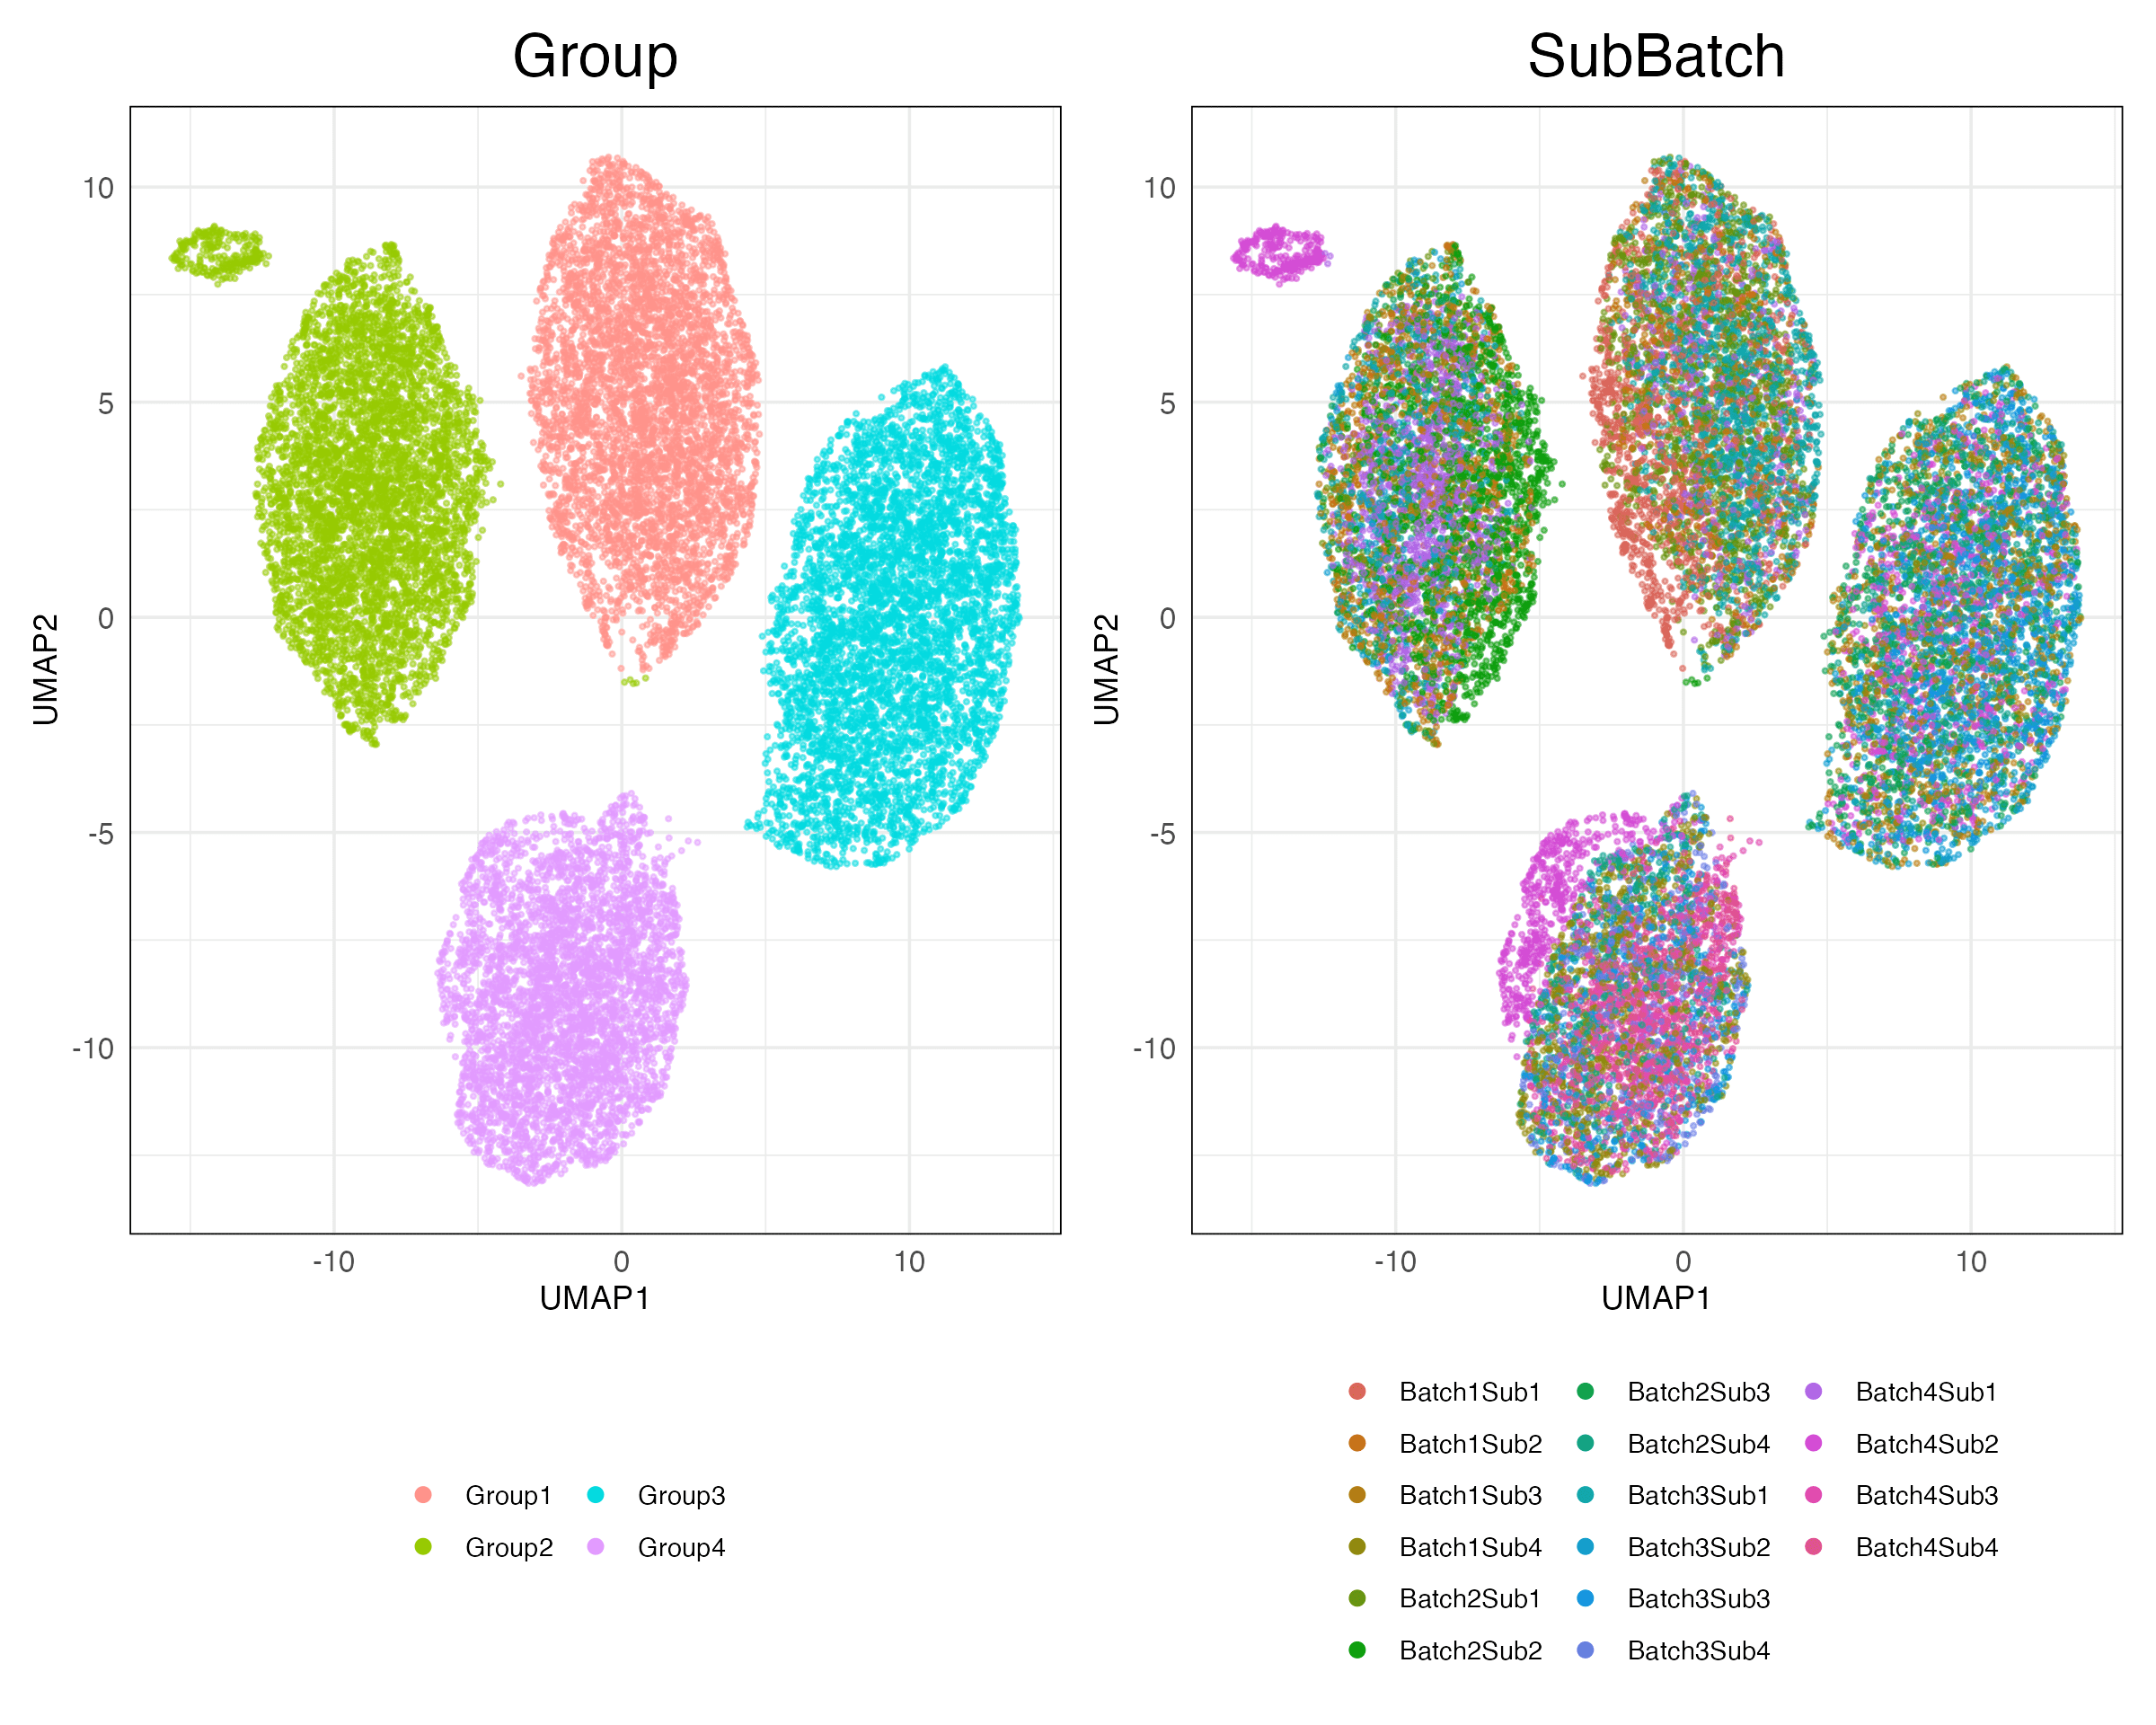 Group
SubBatch
10
5
0
-5
-10
UMAP2
-10
0
10
UMAP1
10
5
0
-5
-10
UMAP2
-10
0
10
UMAP1
Group1
Group3
Group2
Group4
Batch1Sub1
Batch2Sub3
Batch4Sub1
Batch1Sub2
Batch2Sub4
Batch4Sub2
Batch1Sub3
Batch3Sub1
Batch4Sub3
Batch1Sub4
Batch3Sub2
Batch4Sub4
Batch2Sub1
Batch3Sub3
Batch2Sub2
Batch3Sub4